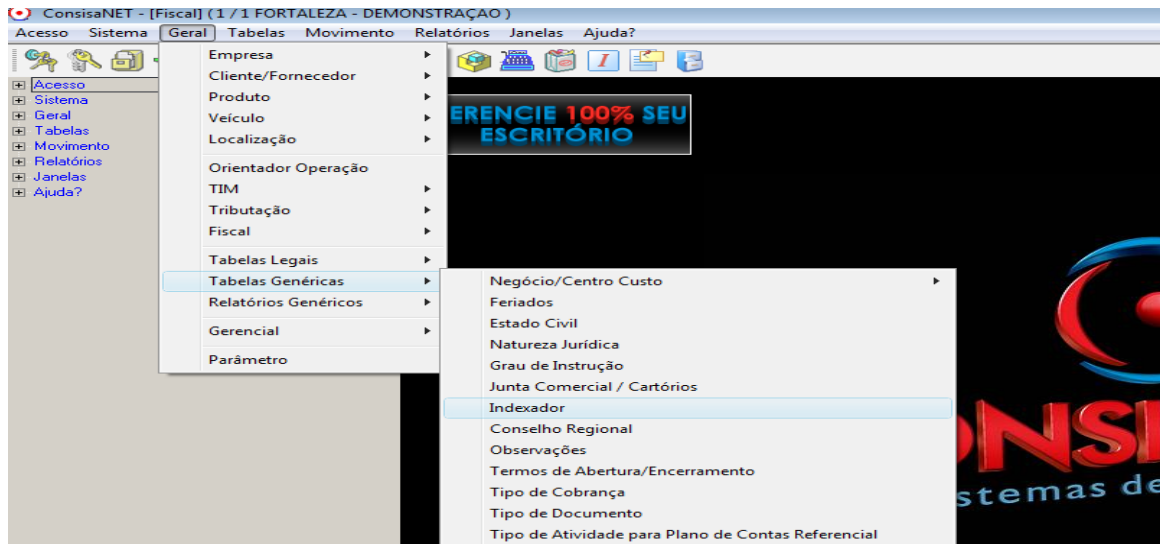 ConsisaNET - [Fiscal] ( 1 / 1 FORTALEZA - DEMONSTRAÇAO )
Acesso Sistema Geral Tabelas Movimento Relatórios Janelas Ajuda?
Acesso
Sistema
Geral
Tabelas
Movimento
Relatórios
Janelas
Ajuda?
Empresa
Cliente/Fornecedor
Produto
Veículo
Localização
Orientador Operação
TIM
Tributação
Fiscal
Tabelas Legais
Tabelas Genéricas
Relatórios Genéricos
Gerencial
Parâmetro
ERENCIE 100% SEU
ESCRITÓRIO
Negócio/Centro Custo
Feriados
Estado Civil
Natureza Jurídica
Grau de Instrução
Junta Comercial / Cartórios
Indexador
Conselho Regional
Observações
Termos de Abertura/Encerramento
Tipo de Cobrança
Tipo de Documento
Tipo de Atividade para Plano de Contas Referencial
ONSI
stemas de